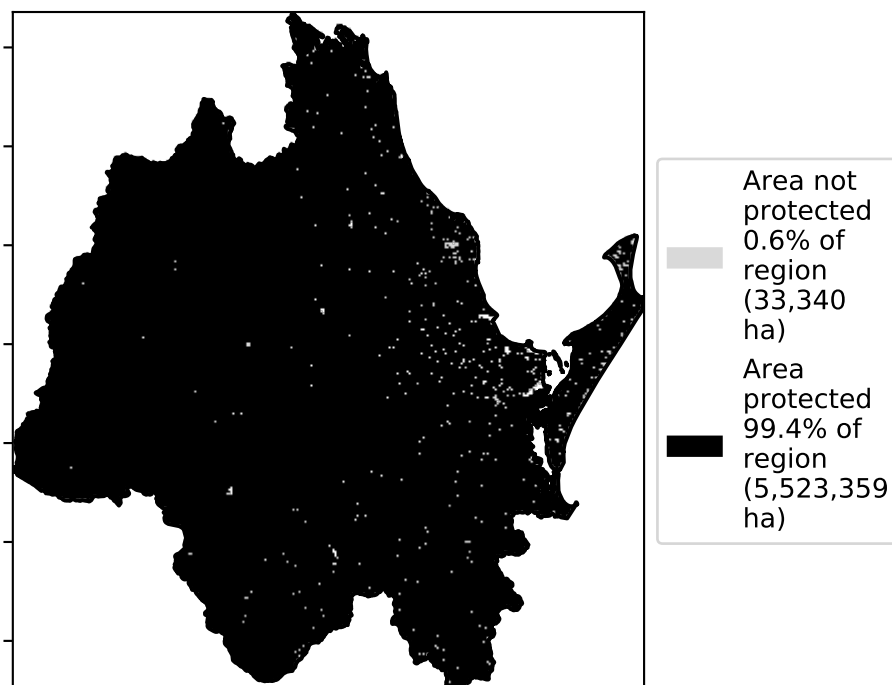 Area not
protected
0.6% of
region
(33,340
ha)
Area
protected
99.4% of
region
(5,523,359
ha)